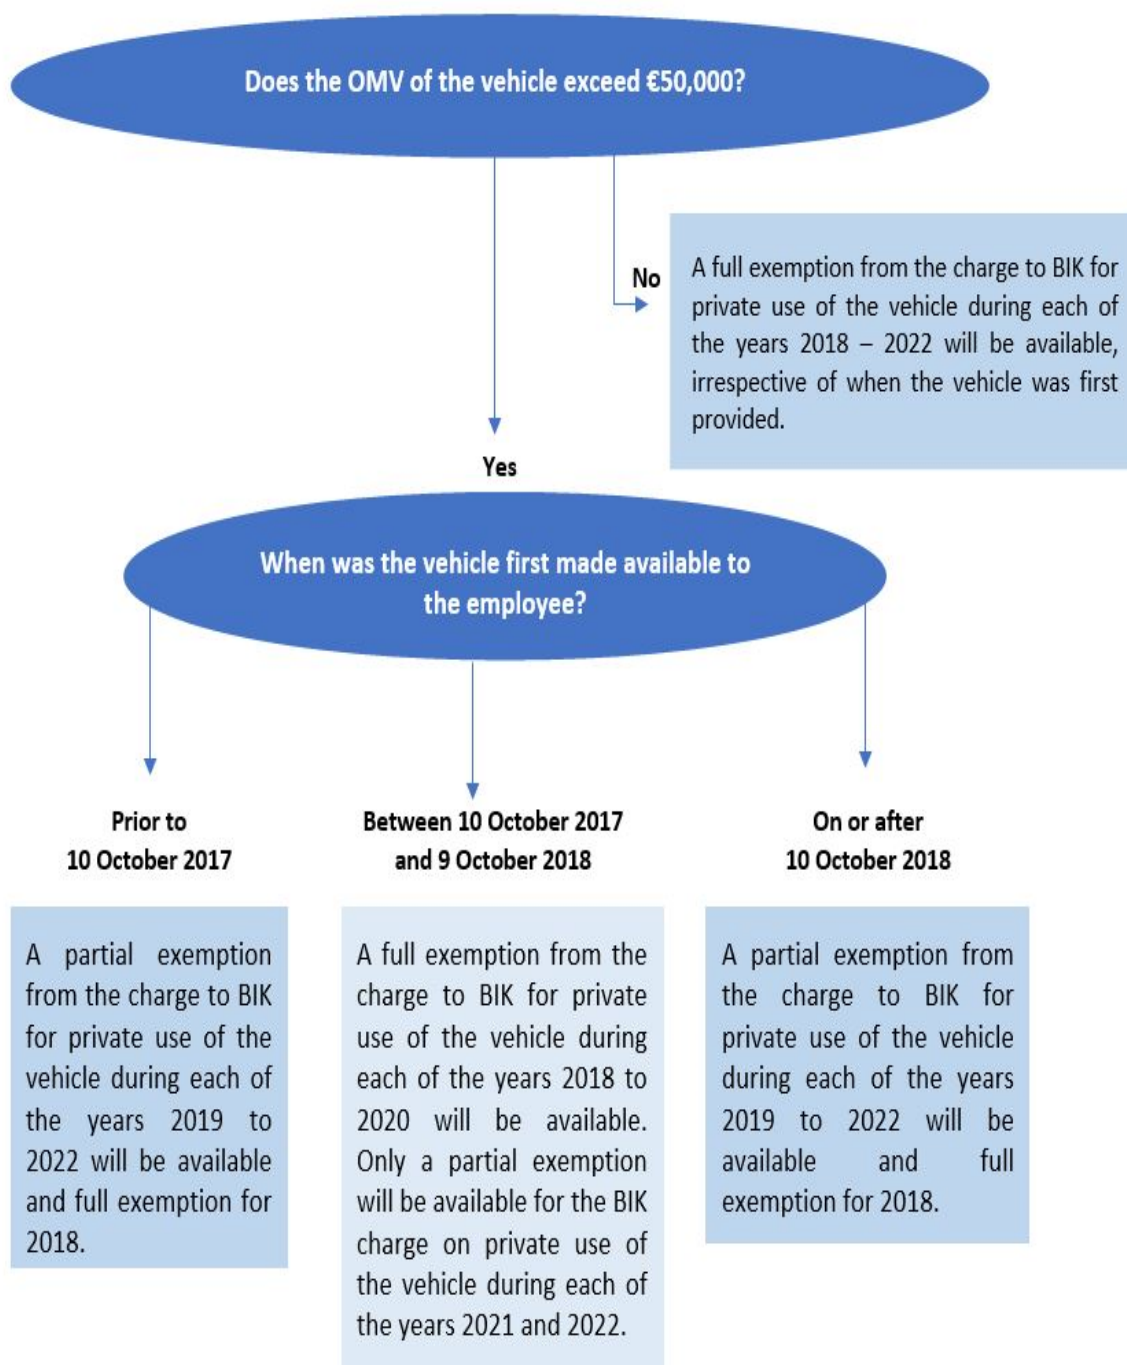 Does the OMV of the vehicle exceed €50,000?
No
A full exemption from the charge to BIK for
private use of the vehicle during each of
the years 2018 – 2022 will be available,
irrespective of when the vehicle was first
provided.
Yes
When was the vehicle first made available to
the employee?
Prior to
10 October 2017
A partial exemption
from the charge to BIK
for private use of the
vehicle during each of
the years 2019 to
2022 will be available
and full exemption for
2018.
Between 10 October 2017
and 9 October 2018
A full exemption from the
charge to BIK for private
use of the vehicle during
each of the years 2018 to
2020 will be available.
Only a partial exemption
will be available for the BIK
charge on private use of
the vehicle during each of
the years 2021 and 2022.
On or after
10 October 2018
A partial exemption from
the charge to BIK for
private use of the vehicle
during each of the years
2019 to 2022 will be
available and full
exemption for 2018.